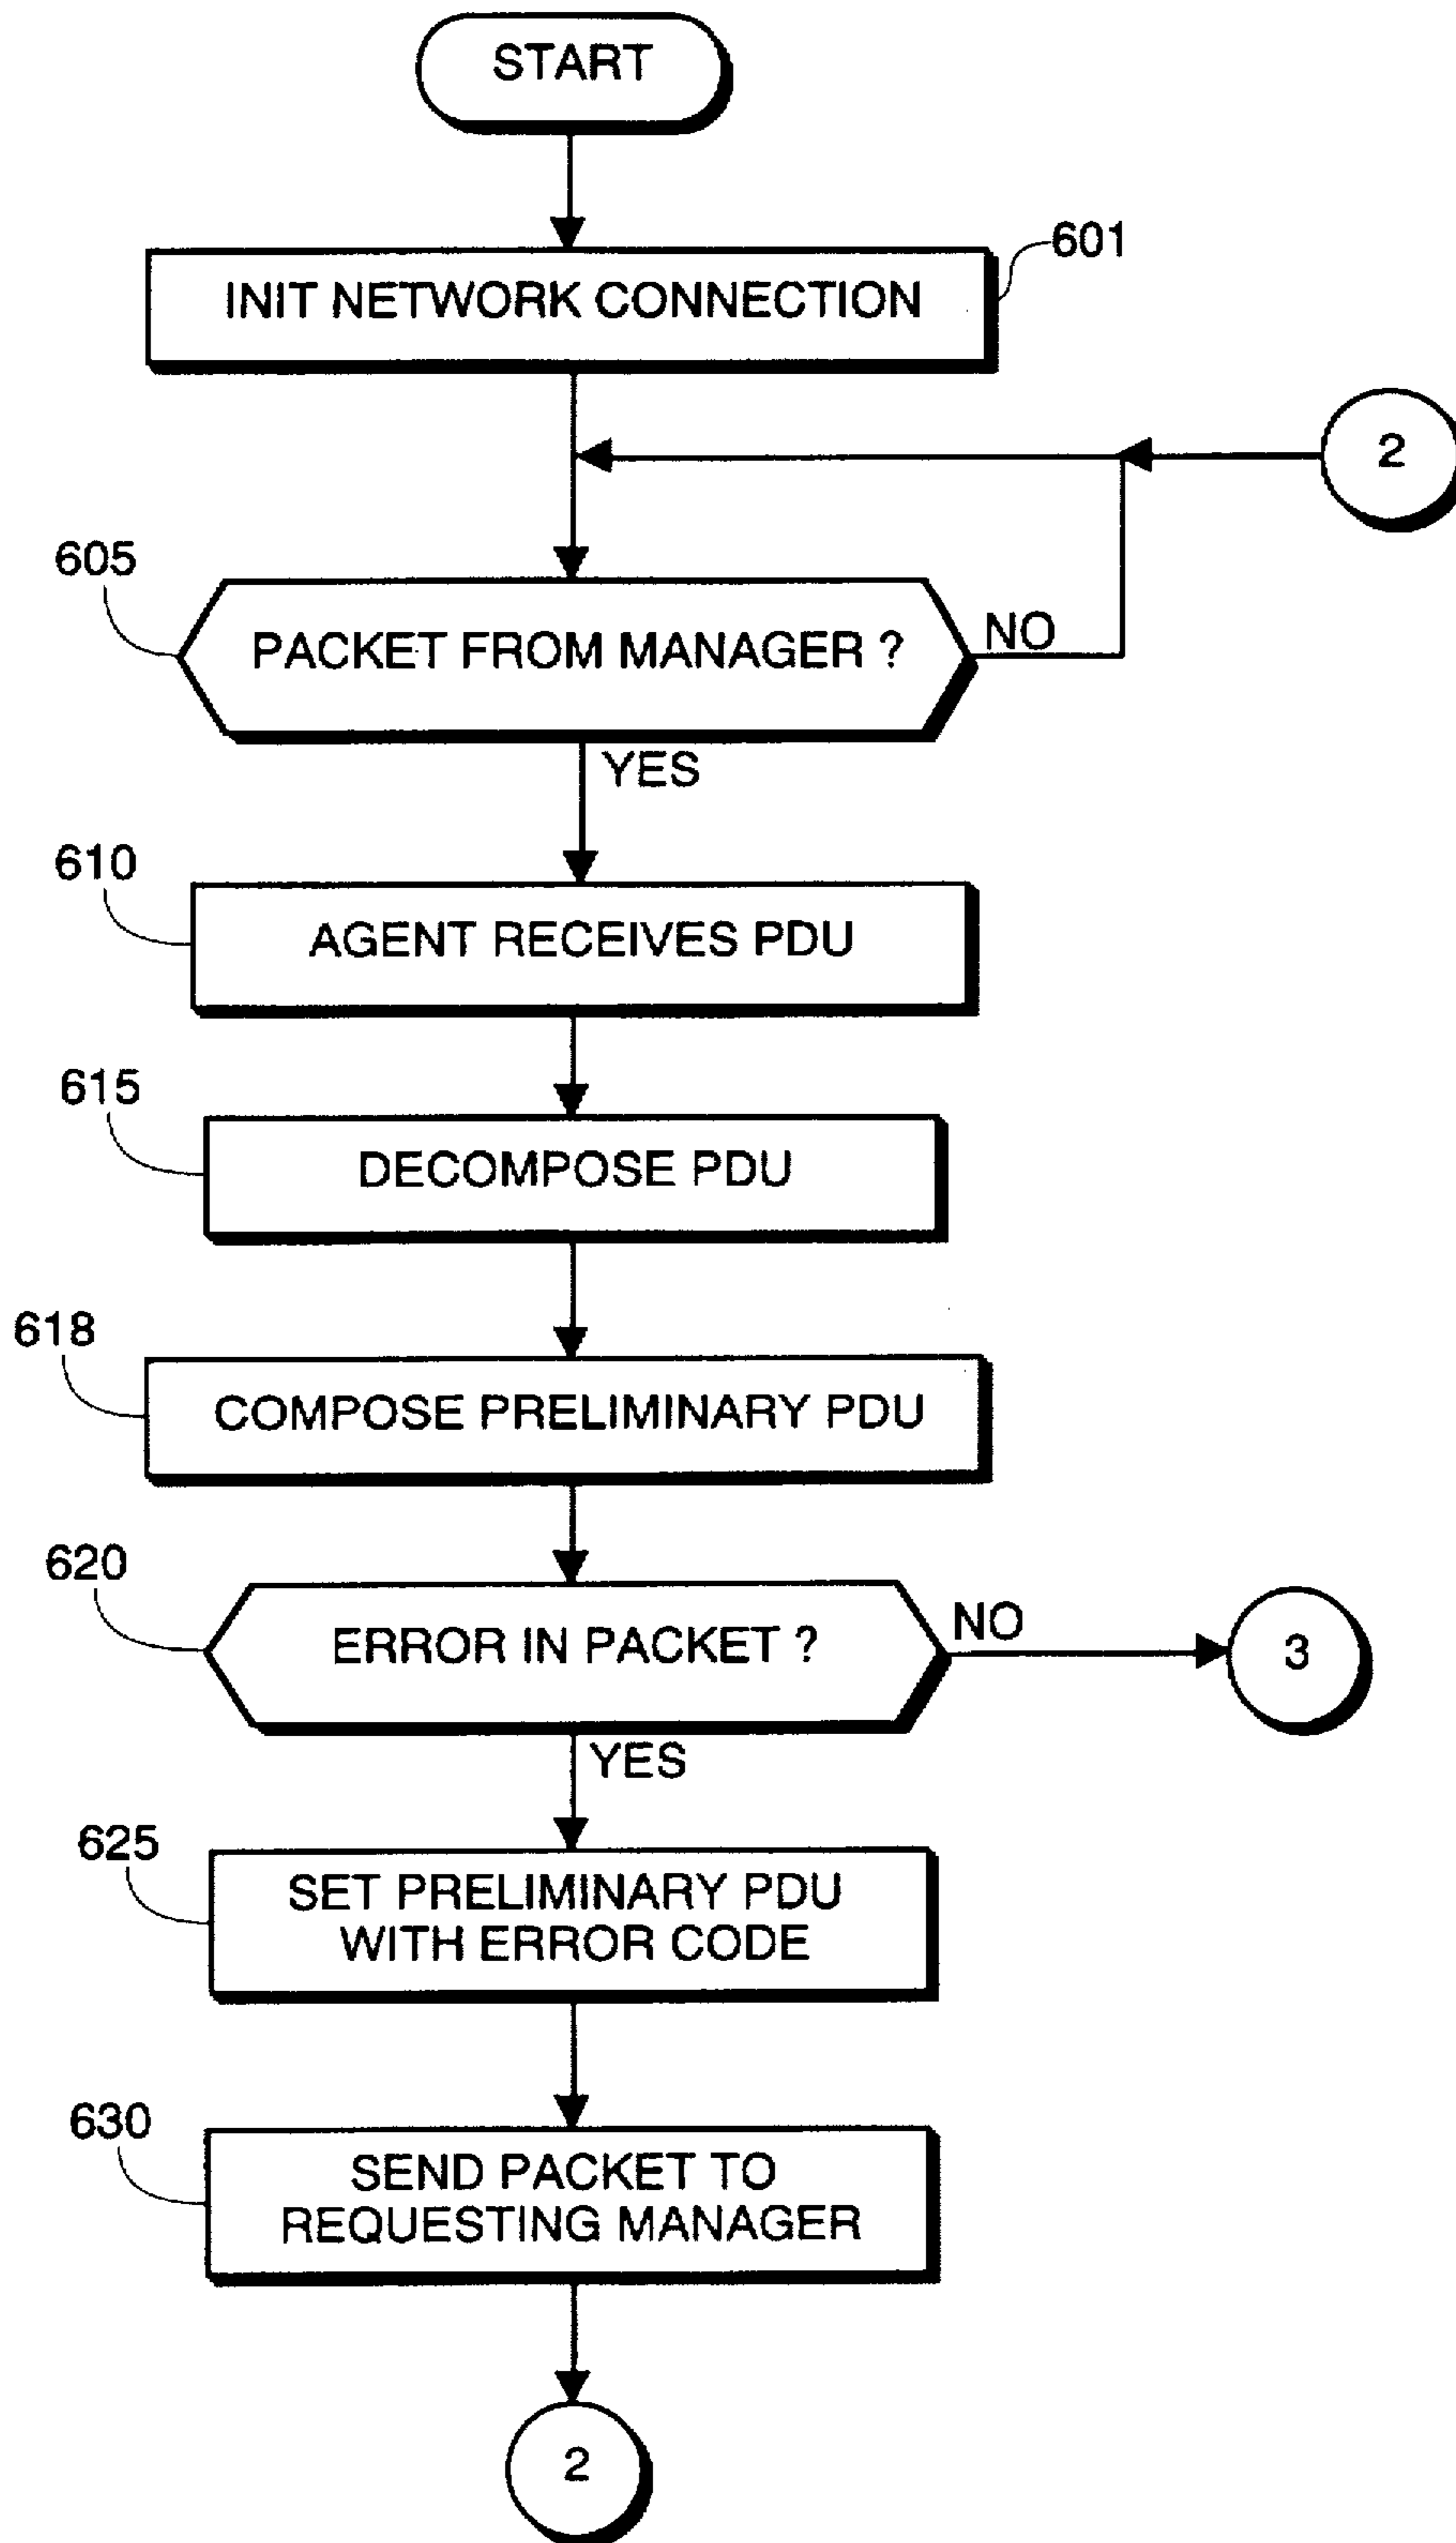 START
INIT NETWORK CONNECTION
601
2
605
PACKET FROM MANAGER ?
NO
YES
610
AGENT RECEIVES PDU
615
DECOMPOSE PDU
618
COMPOSE PRELIMINARY PDU
620
ERROR IN PACKET ?
NO
3
YES
625
SET PRELIMINARY PDU
WITH ERROR CODE
630
SEND PACKET TO
REQUESTING MANAGER
2